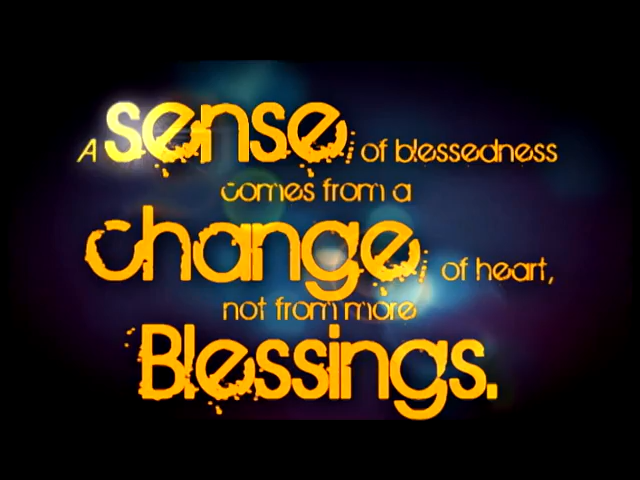 A sense of blessedness
comes from a
change of heart,
not from more
Blessings.